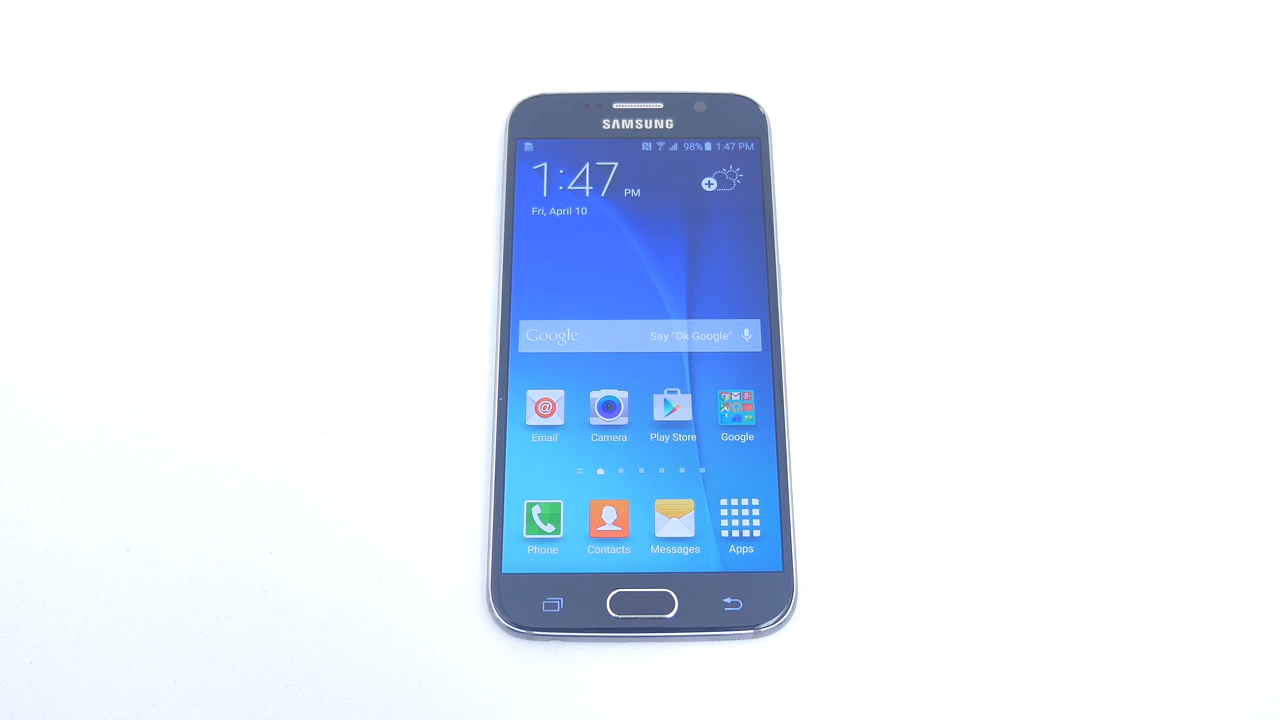 SAMSUNG
98% 1:47 PM
1:47 PM
Fri, April 10
Google Say "Ok Google"
Email Camera Play Store Google
Phone Contacts Messages Apps